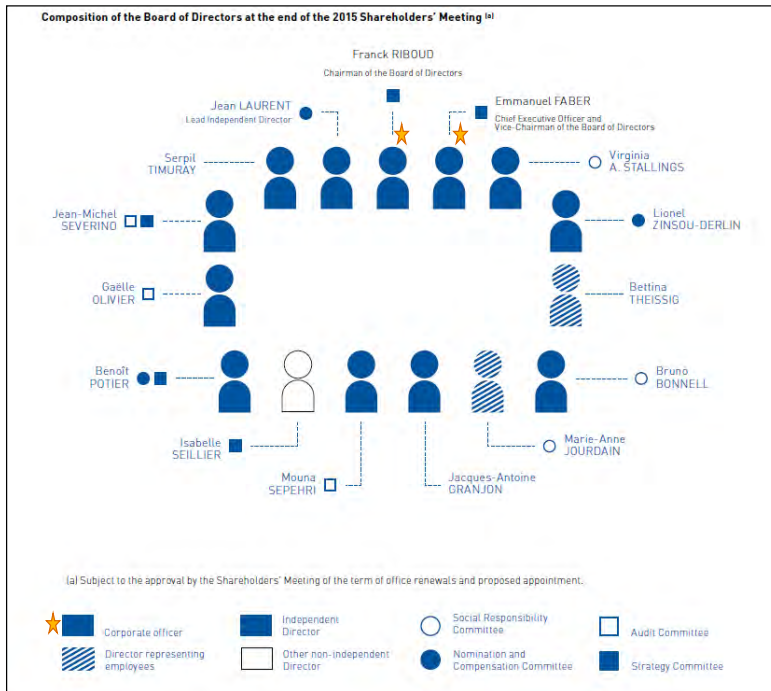 Composition of the Board of Directors at the end of the 2015 Shareholders' Meeting (a)
Franck RIBOUD
Chairman of the Board of Directors
Jean LAURENT
Lead Independent Director
Emmanuel FABER
Chief Executive Officer and
Vice-Chairman of the Board of Directors
Serpil
TIMURAY
Virginia
A. STALLINGS
Jean-Michel
SEVERINO
Lionel
ZINSOU-DERLIN
Gaëlle
OLIVIER
Bettina
THEISSIG
Benoît
POTIER
Bruno
BONNELL
Isabelle
SEILLIER
Marie-Anne
JOURDAIN
Mouna
SEPEHRI
Jacques-Antoine
GRANJON
(a) Subject to the approval by the Shareholders' Meeting of the term of office renewals and proposed appointment.
Corporate officer
Independent
Director
Social Responsibility
Committee
Audit Committee
Director representing
employees
Other non-independent
Director
Nomination and
Compensation Committee
Strategy Committee